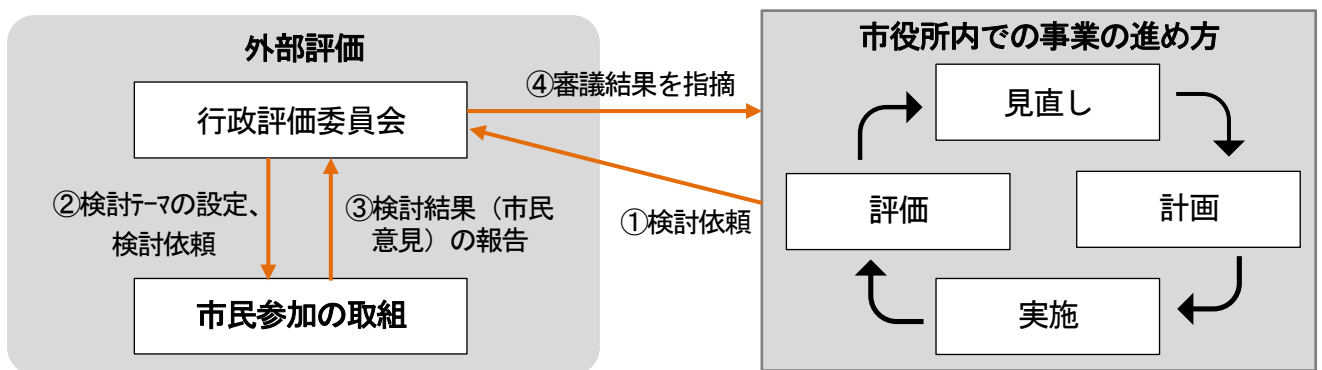 外部評価
行政評価委員会
②検討ﾃｰﾏの設定、
検討依頼
③検討結果（市民
意見）の報告
市民参加の取組
④審議結果を指摘
①検討依頼
市役所内での事業の進め方
見直し
評価
計画
実施